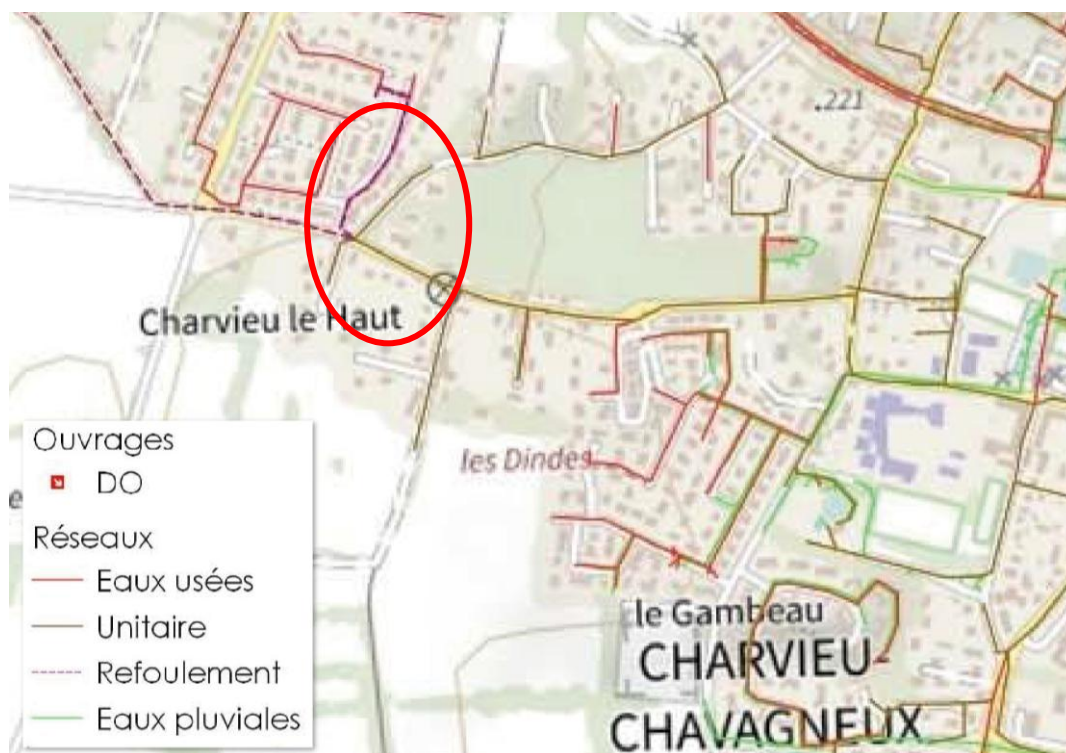 .221
Charvieu le Haut
les Dindes
le Gambeau
CHARVIEU
CHAVAGNEUX
Ouvrages
DO
Réseaux
Eaux usées
Unitaire
Refoulement
Eaux pluviales